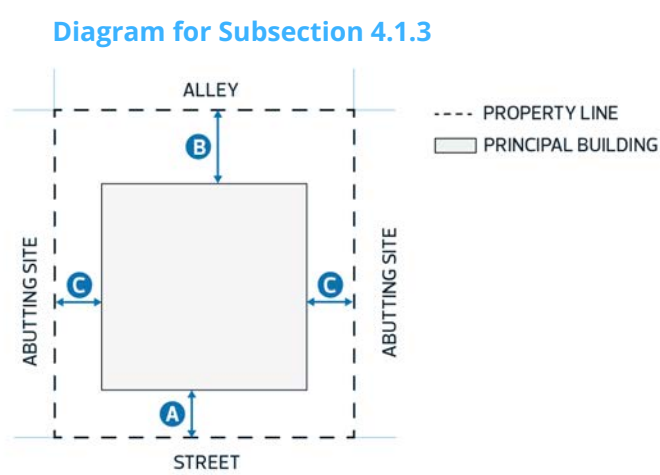 Diagram for Subsection 4.1.3
ALLEY
PROPERTY LINE
PRINCIPAL BUILDING
B
ABUTTING SITE
C
C
ABUTTING SITE
A
STREET